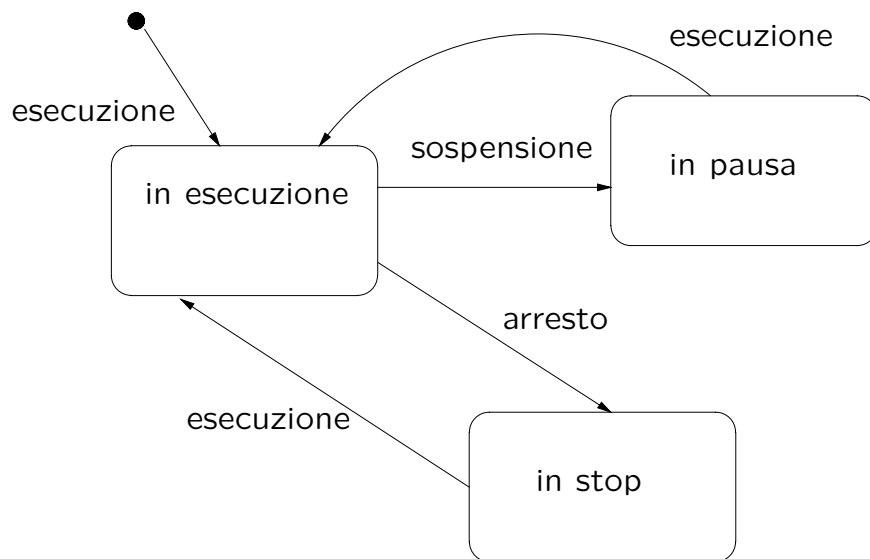 esecuzione
esecuzione
sospensione
in pausa
in esecuzione
arresto
esecuzione
in stop